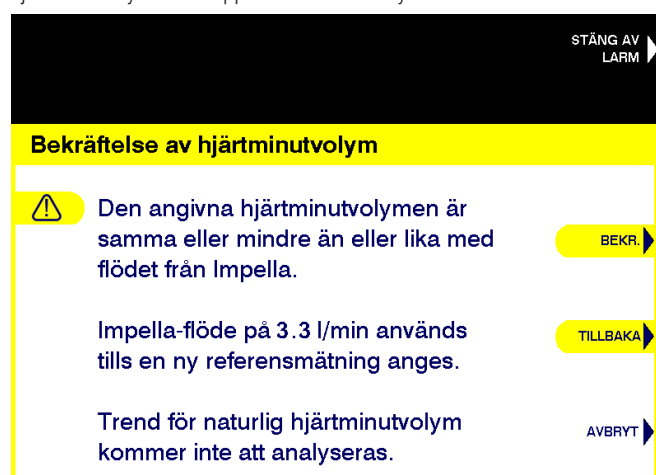 STÄNG AV
LARM
Bekräftelse av hjärtminutvolym
Den angivna hjärtminutvolymen är
samma eller mindre än eller lika med
flödet från Impella.
BEKR.
Impella-flöde på 3.3 l/min används
tills en ny referensmätning anges.
TILLBAKA
Trend för naturlig hjärtminutvolym
kommer inte att analyseras.
AVBRYT